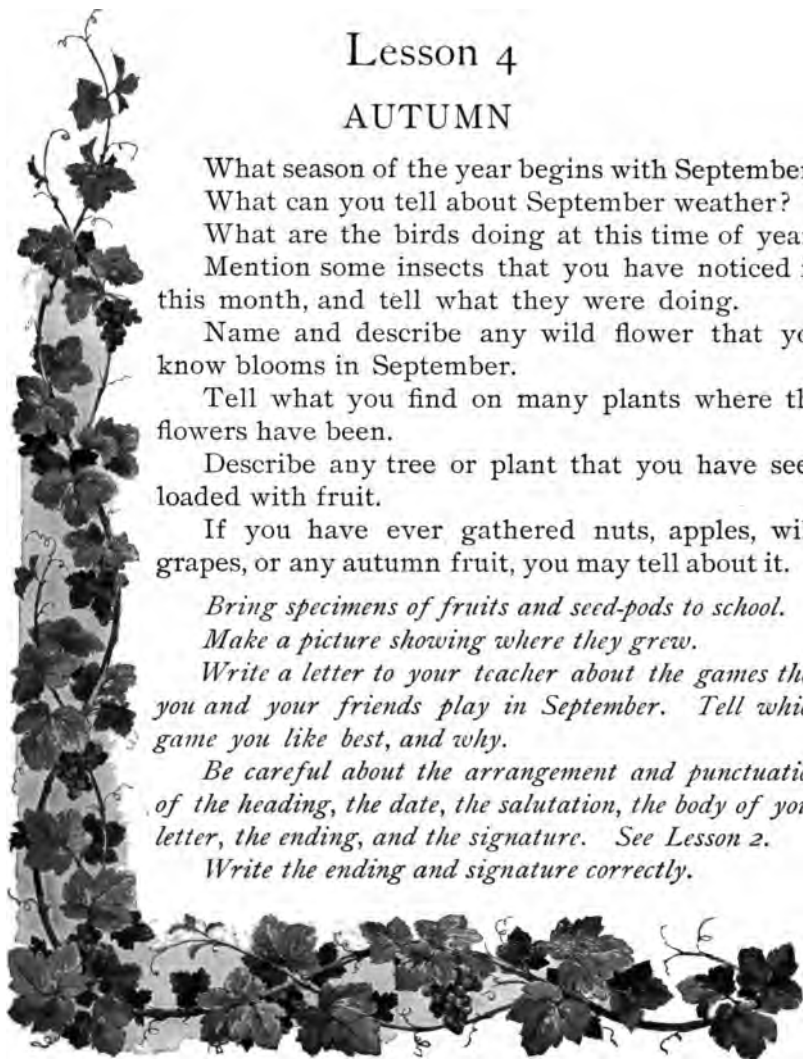 Lesson 4
AUTUMN
What season of the year begins with September
What can you tell about September weather?
What are the birds doing at this time of year
Mention some insects that you have noticed
this month, and tell what they were doing.
Name and describe any wild flower that yo
know blooms in September.
Tell what you find on many plants where th
flowers have been.
Describe any tree or plant that you have see
loaded with fruit.
If you have ever gathered nuts, apples, wil
grapes, or any autumn fruit, you may tell about it.
Bring specimens of fruits and seed-pods to school.
Make a picture showing where they grew.
Write a letter to your teacher about the games tha
you and your friends play in September. Tell whic
game you like best, and why.
Be careful about the arrangement and punctuatio
of the heading, the date, the salutation, the body of you
letter, the ending, and the signature. See Lesson 2.
Write the ending and signature correctly.